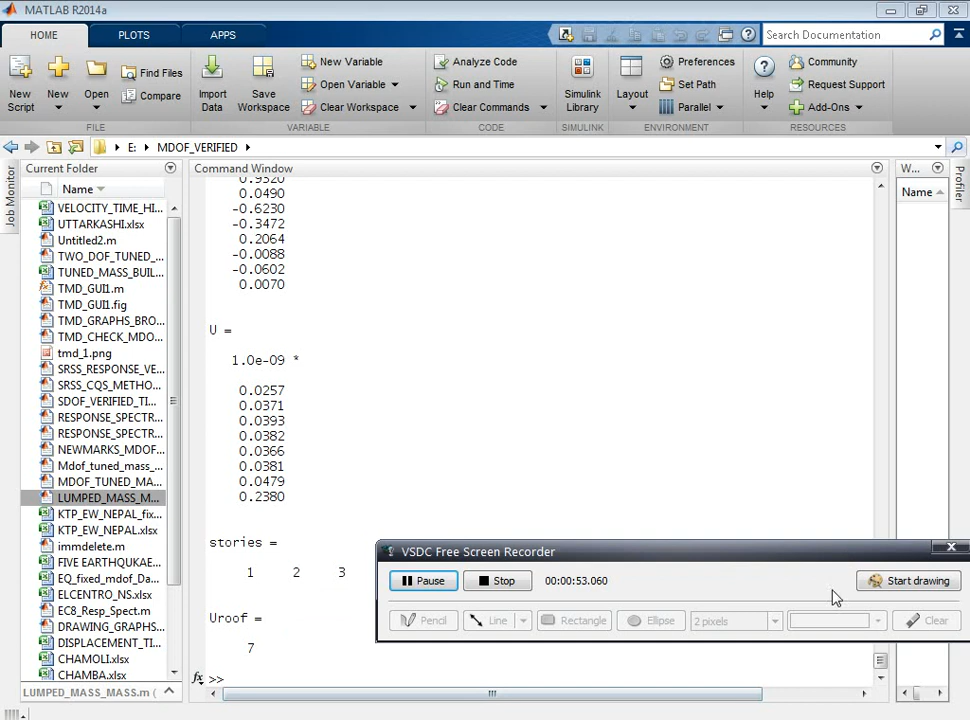 MATLAB R2014a
HOME PLOTS APPS Search Documentation
New Script New Open Find Files Compare Import Data Save Workspace New Variable Open Variable Clear Workspace Analyze Code Run and Time Clear Commands Simulink Library Layout Preferences Set Path Parallel Help Community Request Support Add-Ons
FILE VARIABLE CODE SIMULINK ENVIRONMENT RESOURCES
E: MDOF_VERIFIED
Job Monitor
Current Folder
Name
VELOCITY_TIME_HI...
UTTARKASHI.xlsx
Untitled2.m
TWO_DOF_TUNED_...
TUNED_MASS_BUIL...
TMD_GUI1.m
TMD_GUI1.fig
TMD_GRAPHS_BRO...
TMD_CHECK_MDO...
tmd_1.png
SRSS_RESPONSE_VE...
SRSS_CQS_METHO...
SDOF_VERIFIED_TI...
RESPONSE_SPECTR...
RESPONSE_SPECTR...
NEWMARKS_MDOF...
Mdof_tuned_mass_...
MDOF_TUNED_MA...
LUMPED_MASS_M...
KTP_EW_NEPAL_fix...
KTP_EW_NEPAL.xlsx
immdelete.m
FIVE EARTHQUKAE...
EQ_fixed_mdof_Da...
ELCENTRO_NS.xlsx
EC8_Resp_Spect.m
DRAWING_GRAPHS...
DISPLACEMENT_TI...
CHAMOLI.xlsx
CHAMBA.xlsx
LUMPED_MASS_MASS.m (
Command Window
0.0490
-0.6230
-0.3472
0.2064
-0.0088
-0.0602
0.0070
U =
1.0e-09 *
0.0257
0.0371
0.0393
0.0382
0.0366
0.0381
0.0479
0.2380
stories =
1 2 3
Uroof =
7
fx >>
W...
Name
Profiler
VSDC Free Screen Recorder
Pause Stop 00:00:53.060 Start drawing
Pencil Line Rectangle Ellipse 2 pixels Clear